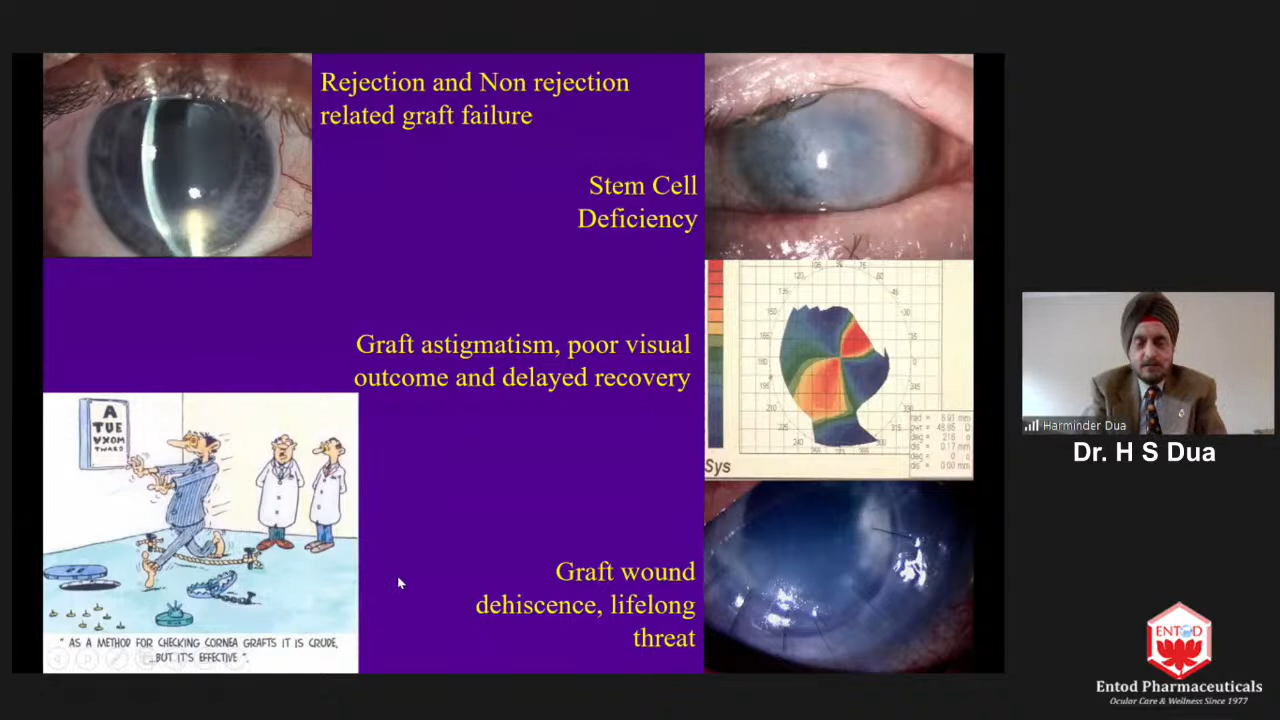 Rejection and Non rejection
related graft failure
Stem Cell
Deficiency
Graft astigmatism, poor visual
outcome and delayed recovery
Sys
A
TUE
VXOM
TWARD
" AS A METHOD FOR CHECKING CORNEA GRAFTS IT IS CRUDE,
...BUT IT'S EFFECTIVE ".
Graft wound
dehiscence, lifelong
threat
Harminder Dua
Dr. H S Dua
ENTOD
Entod Pharmaceuticals
Ocular Care & Wellness Since 1977